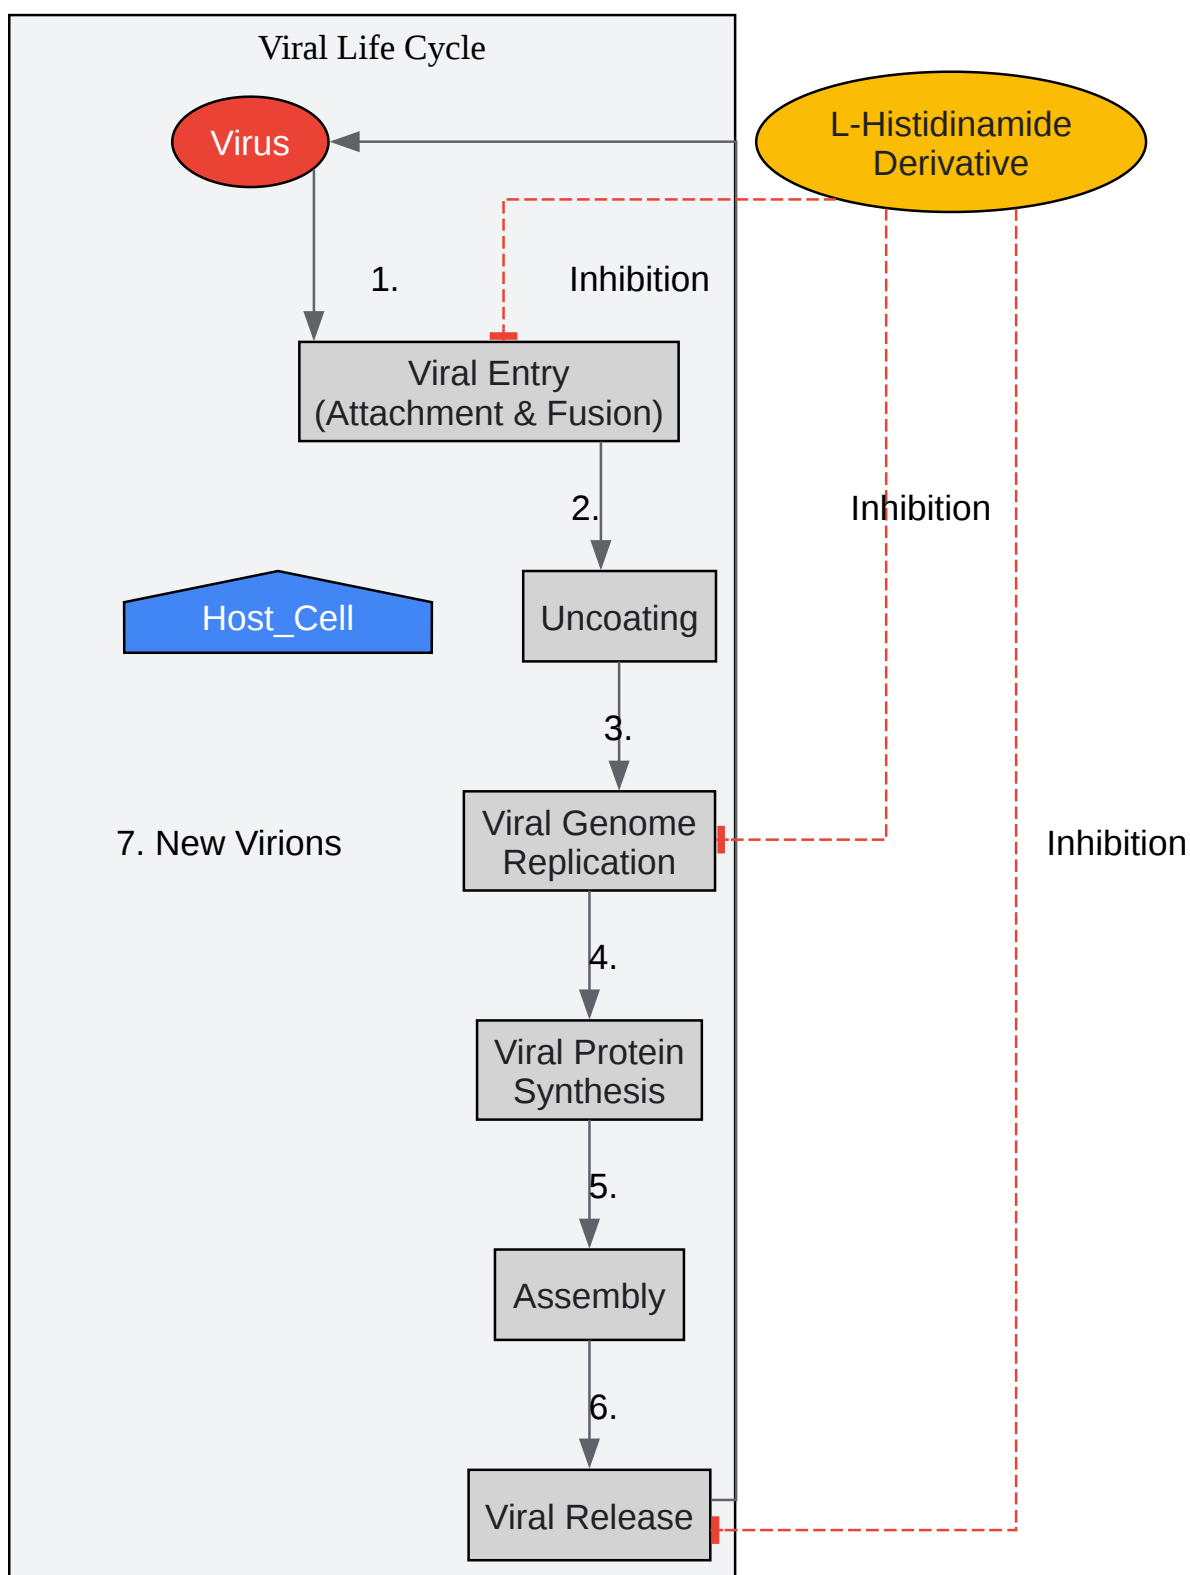 Viral Life Cycle
Virus
L-Histidinamide
Derivative
1.
Inhibition
Viral Entry
(Attachment & Fusion)
2.
Inhibition
Host_Cell
Uncoating
3.
7. New Virions
Viral Genome
Replication
Inhibition
4.
Viral Protein
Synthesis
5.
Assembly
6.
Viral Release